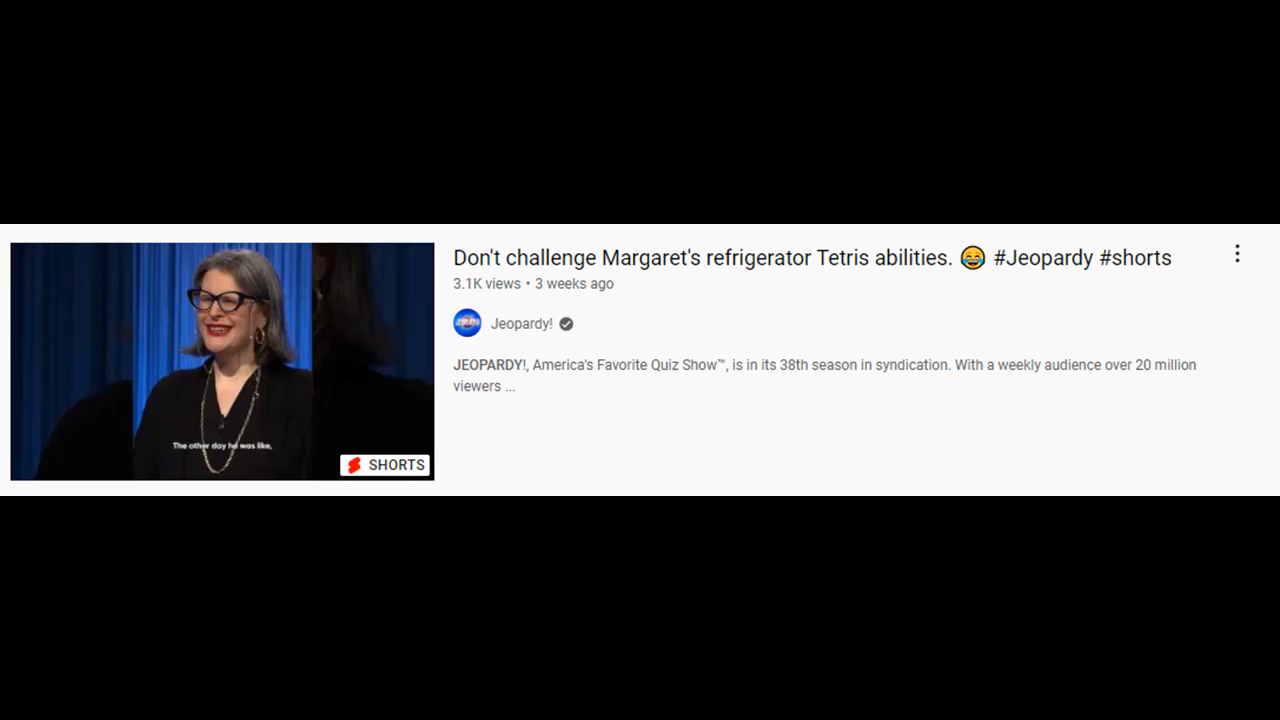 Don't challenge Margaret's refrigerator Tetris abilities. 😂 #Jeopardy #shorts
3.1K views • 3 weeks ago
Jeopardy!
JEOPARDY!, America's Favorite Quiz Show™, is in its 38th season in syndication. With a weekly audience over 20 million
viewers ...
The other day he was like,
SHORTS